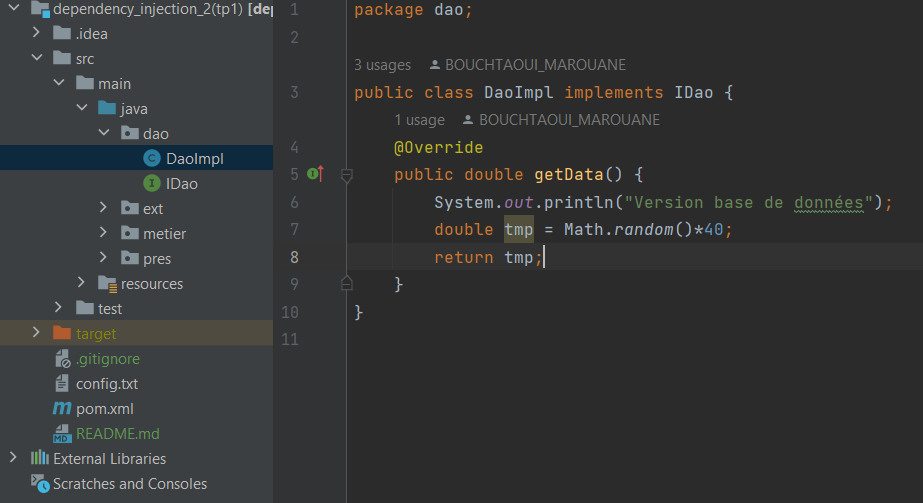 dependency_injection_2(tp1) [de
.idea
src
main
java
dao
DaoImpl
IDao
ext
metier
pres
resources
test
target
.gitignore
config.txt
pom.xml
README.md
External Libraries
Scratches and Consoles
1 package dao;
2
3 usages BOUCHTAOUI_MAROUANE
3 public class DaoImpl implements IDao {
1 usage BOUCHTAOUI_MAROUANE
4 @Override
5 public double getData() {
6 System.out.println("Version base de données");
7 double tmp = Math.random()*40;
8 return tmp;
9 }
10 }
11